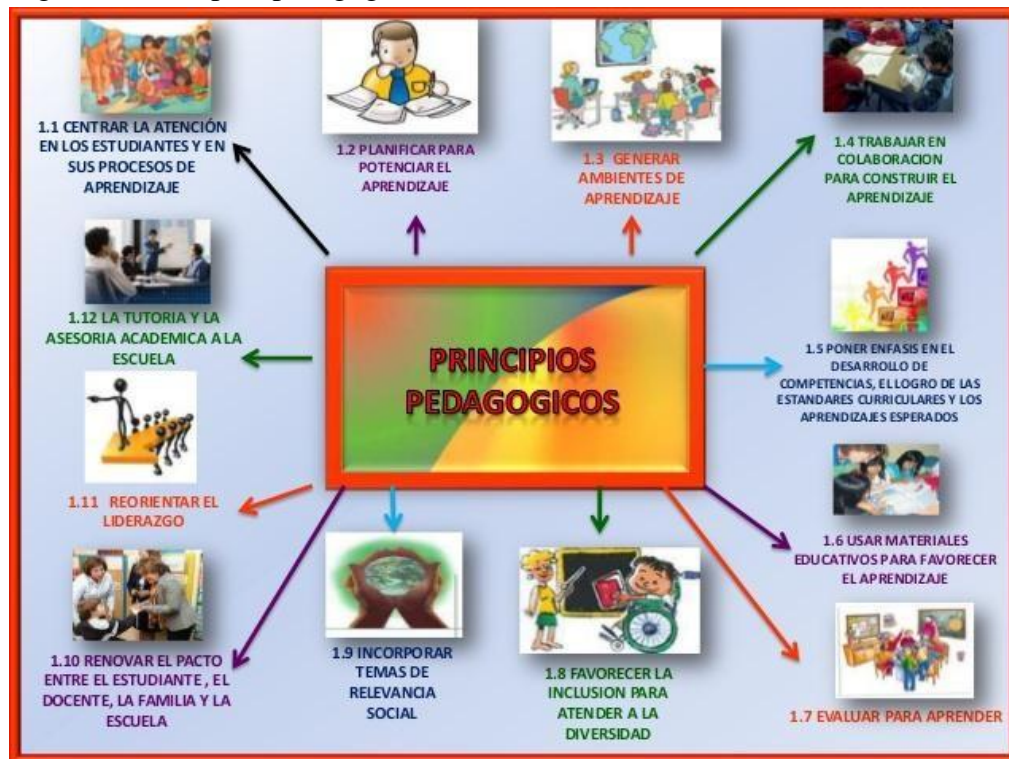 1.1 CENTRAR LA ATENCIÓN
EN LOS ESTUDIANTES Y EN
SUS PROCESOS DE
APRENDIZAJE
1.2 PLANIFICAR PARA
POTENCIAR EL
APRENDIZAJE
1.3 GENERAR
AMBIENTES DE
APRENDIZAJE
1.4 TRABAJAR EN
COLABORACION
PARA CONSTRUIR EL
APRENDIZAJE
PRINCIPIOS
PEDAGOGICOS
1.5 PONER ENFASIS EN EL
DESARROLLO DE
COMPETENCIAS, EL LOGRO DE LAS
ESTANDARES CURRICULARES Y LOS
APRENDIZAJES ESPERADOS
1.6 USAR MATERIALES
EDUCATIVOS PARA FAVORECER
EL APRENDIZAJE
1.7 EVALUAR PARA APRENDER
1.8 FAVORECER LA
INCLUSION PARA
ATENDER A LA
DIVERSIDAD
1.9 INCORPORAR
TEMAS DE
RELEVANCIA
SOCIAL
1.10 RENOVAR EL PACTO
ENTRE EL ESTUDIANTE , EL
DOCENTE, LA FAMILIA Y LA
ESCUELA
1.11 REORIENTAR EL
LIDERAZGO
1.12 LA TUTORIA Y LA
ASESORIA ACADEMICA A LA
ESCUELA